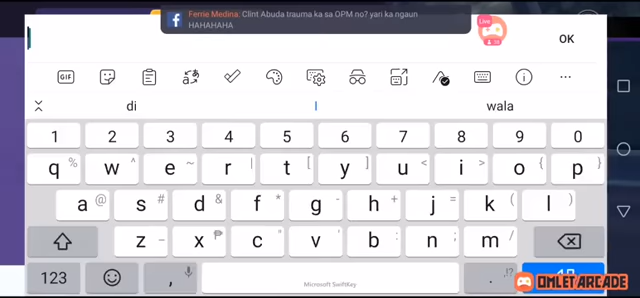 Ferrie Medina: Clint Abuda trauma ka sa OPM no? yari ka ngaun
HAHAHAHA
Live
OK
GIF
di I wala
1 2 3 4 5 6 7 8 9 0
q % w ^ e ~ r | t [ y ] u < i > o { p }
a @ s # d & f * g - h + j = k ( l )
z _ x ₱ c " v ' b : n ; m /
123 , . ,!?
Microsoft SwiftKey
OMLET ARCADE